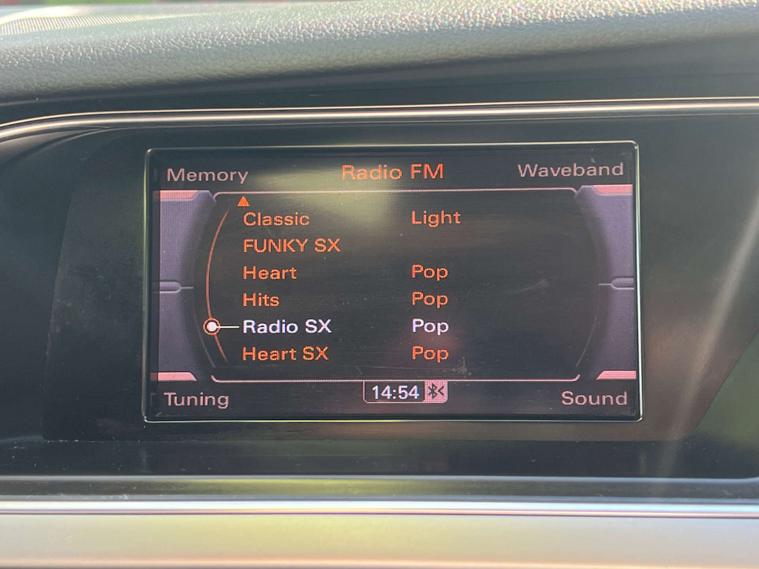 Memory Radio FM Waveband
Classic Light
FUNKY SX
Heart Pop
Hits Pop
Radio SX Pop
Heart SX Pop
Tuning 14:54 Sound